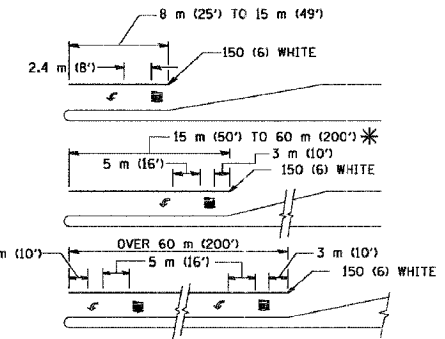 8 m (25') TO 15 m (49')
2.4 m (8')
150 (6) WHITE
15 m (50') TO 60 m (200') *
5 m (16')
3 m (10')
150 (6) WHITE
OVER 60 m (200')
m (10')
5 m (16')
3 m (10')
150 (6) WHITE